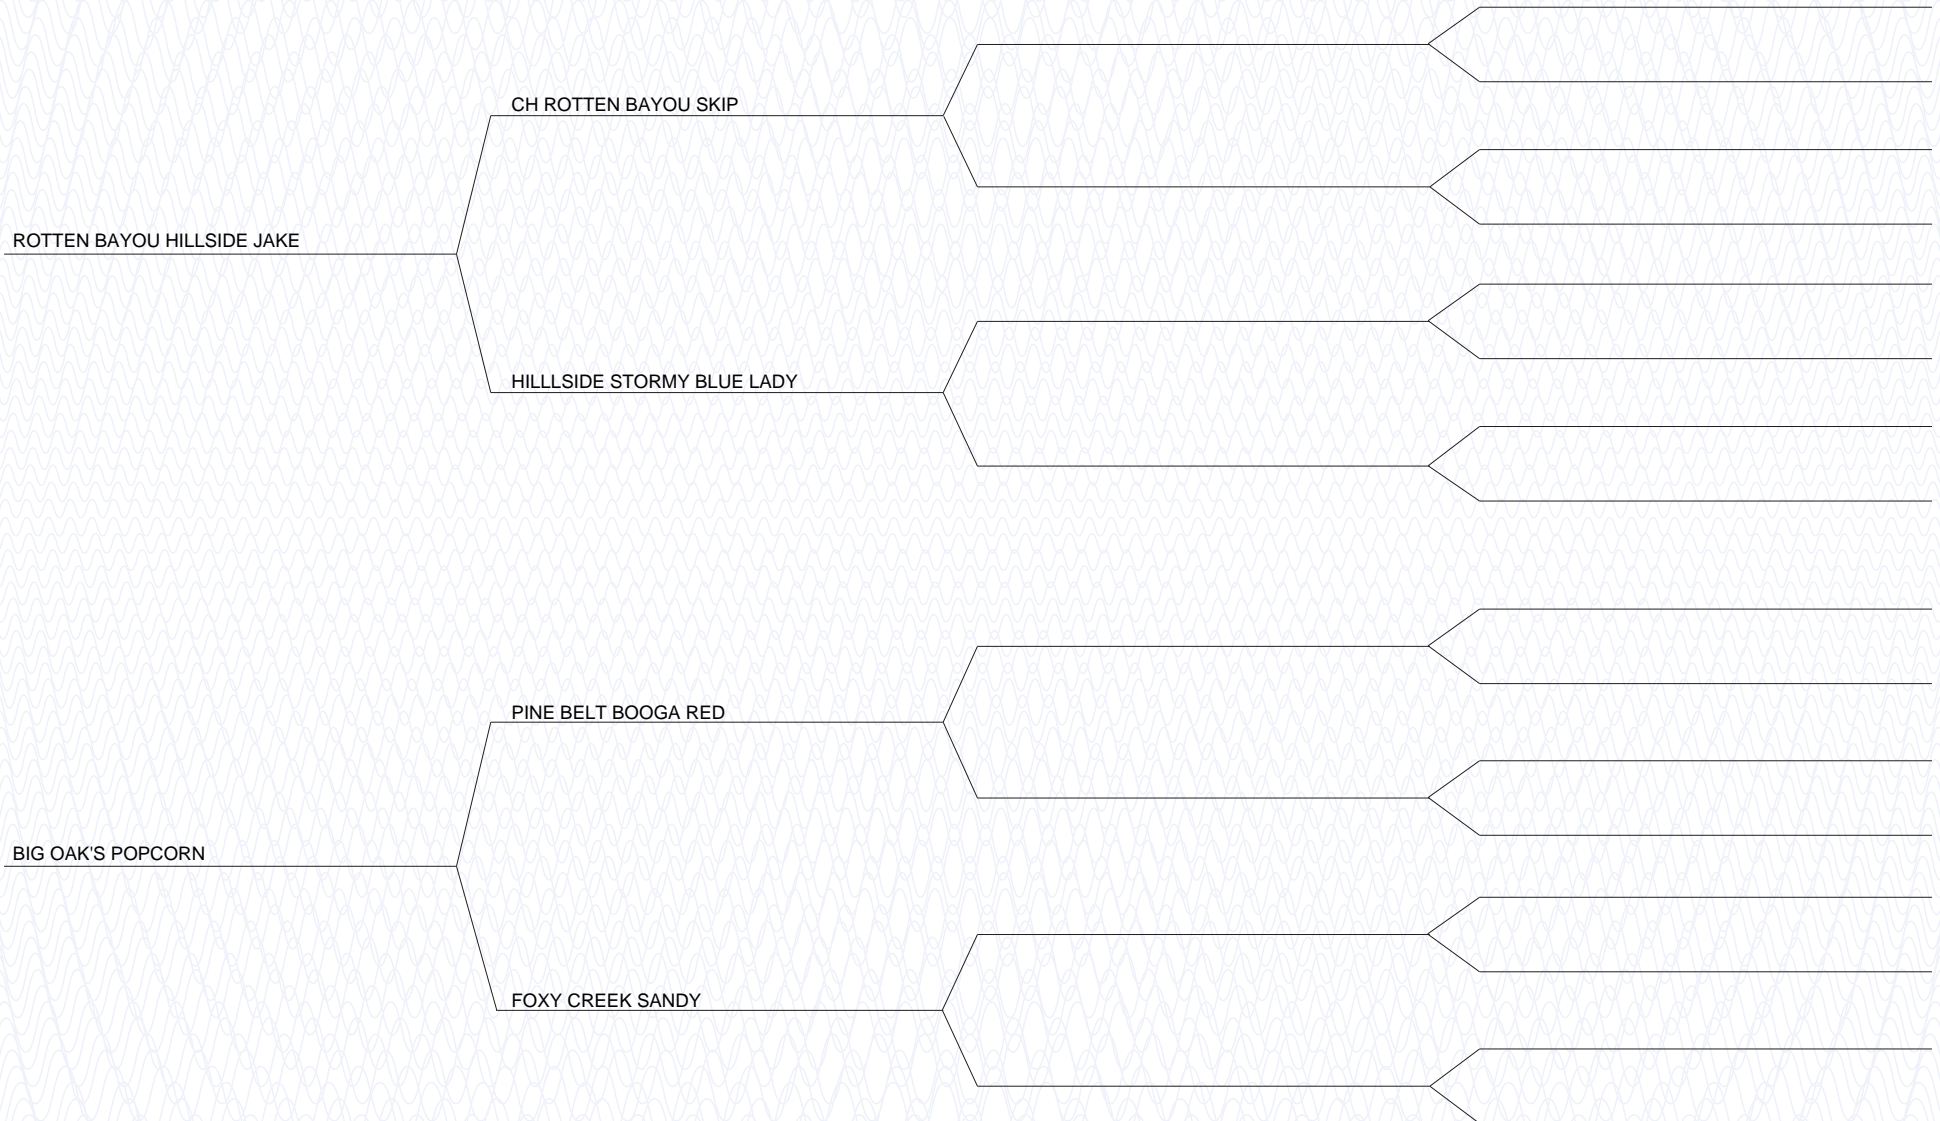 CH ROTTEN BAYOU SKIP
ROTTEN BAYOU HILLSIDE JAKE
HILLLSIDE STORMY BLUE LADY
PINE BELT BOOGA RED
BIG OAK'S POPCORN
FOXY CREEK SANDY